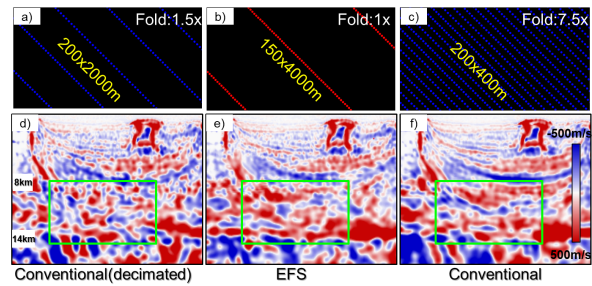 a) Fold:1.5x
200x2000m
b) Fold:1x
150x4000m
c) Fold:7.5x
200x400m
d)
e)
f)
-500m/s
8km
14km
500m/s
Conventional(decimated)
EFS
Conventional